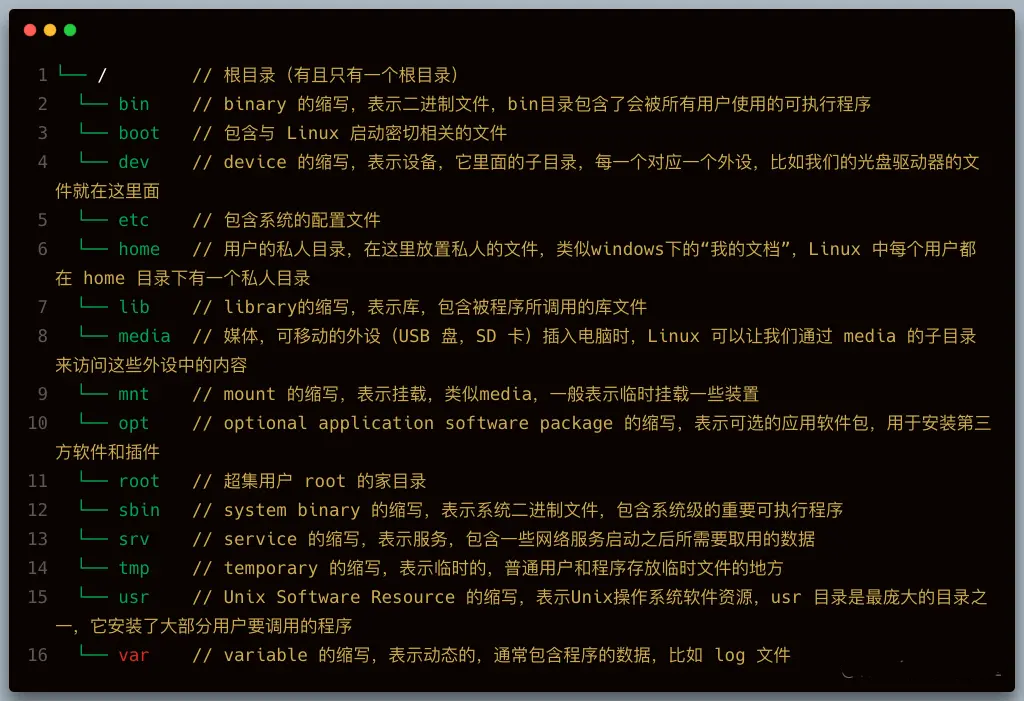 1 └── / // 根目录（有且只有一个根目录）
2 └── bin // binary 的缩写，表示二进制文件，bin目录包含了会被所有用户使用的可执行程序
3 └── boot // 包含与 Linux 启动密切相关的文件
4 └── dev // device 的缩写，表示设备，它里面的子目录，每一个对应一个外设，比如我们的光盘驱动器的文
件就在这里面
5 └── etc // 包含系统的配置文件
6 └── home // 用户的私人目录，在这里放置私人的文件，类似windows下的“我的文档”，Linux 中每个用户都
在 home 目录下有一个私人目录
7 └── lib // library的缩写，表示库，包含被程序所调用的库文件
8 └── media // 媒体，可移动的外设（USB 盘，SD 卡）插入电脑时，Linux 可以让我们通过 media 的子目录
来访问这些外设中的内容
9 └── mnt // mount 的缩写，表示挂载，类似media，一般表示临时挂载一些装置
10 └── opt // optional application software package 的缩写，表示可选的应用软件包，用于安装第三
方软件和插件
11 └── root // 超集用户 root 的家目录
12 └── sbin // system binary 的缩写，表示系统二进制文件，包含系统级的重要可执行程序
13 └── srv // service 的缩写，表示服务，包含一些网络服务启动之后所需要取用的数据
14 └── tmp // temporary 的缩写，表示临时的，普通用户和程序存放临时文件的地方
15 └── usr // Unix Software Resource 的缩写，表示Unix操作系统软件资源，usr 目录是最庞大的目录之
一，它安装了大部分用户要调用的程序
16 └── var // variable 的缩写，表示动态的，通常包含程序的数据，比如 log 文件